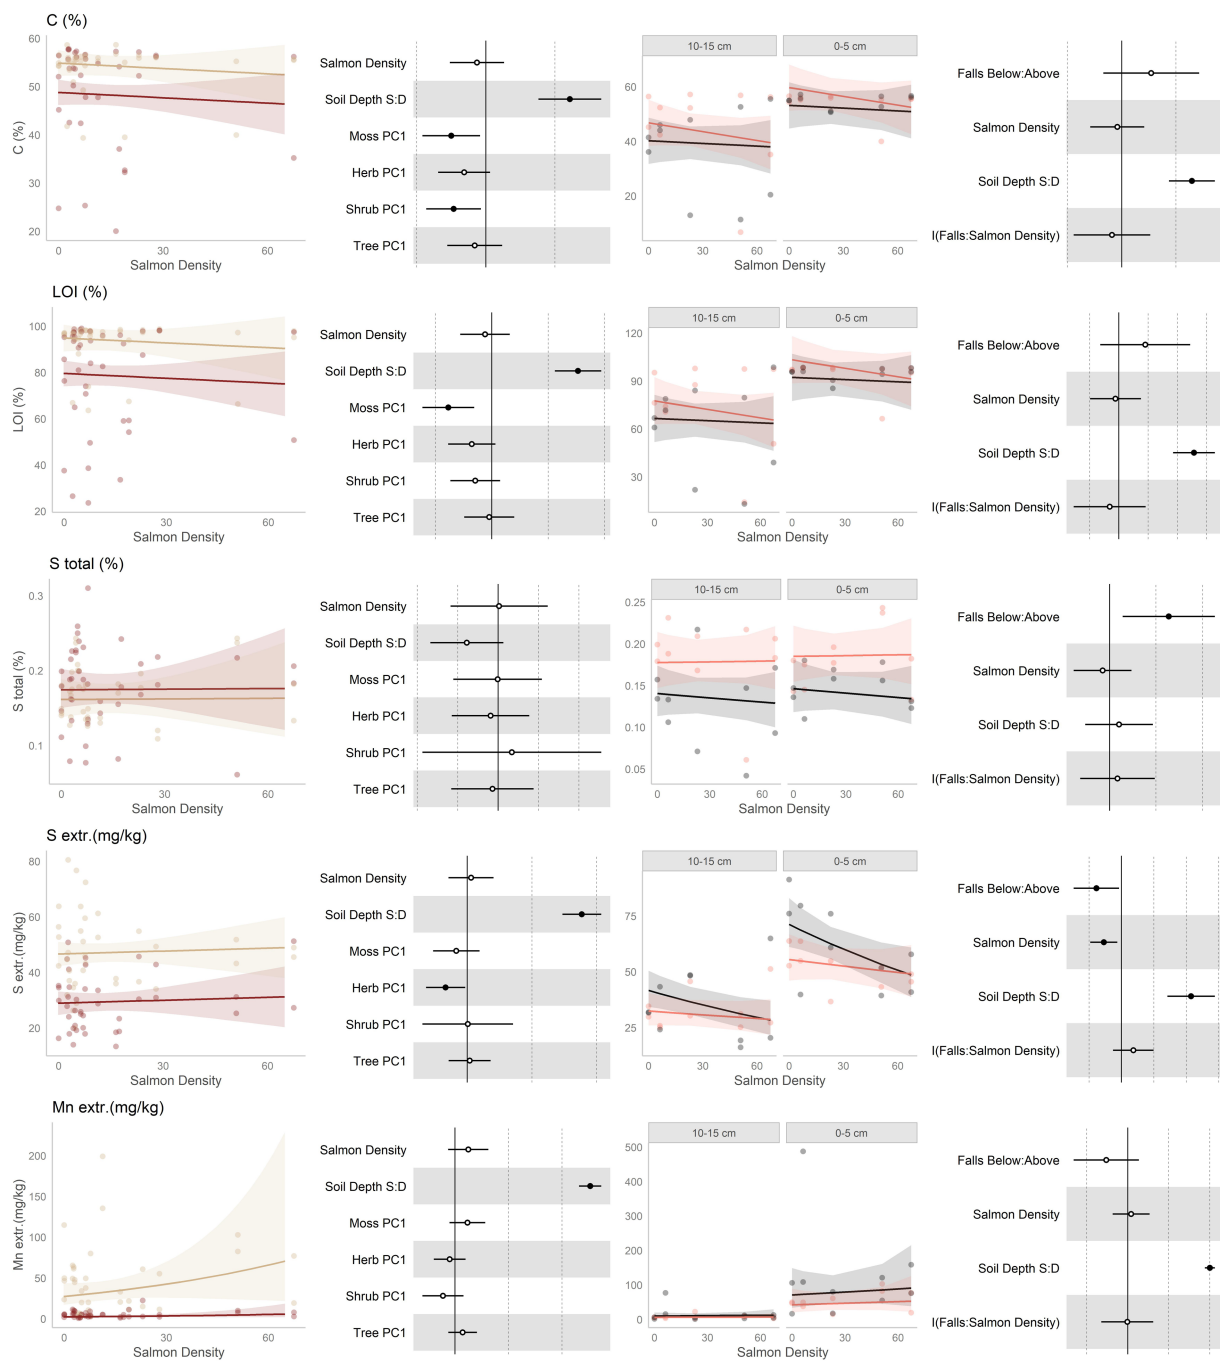 C (%)
60
50
40
30
20
C (%)
0
30
60
Salmon Density
Salmon Density
Soil Depth S:D
Moss PC1
Herb PC1
Shrub PC1
Tree PC1
10-15 cm
0-5 cm
60
40
20
0
30
60
0
30
60
Salmon Density
Falls Below:Above
Salmon Density
Soil Depth S:D
I(Falls:Salmon Density)
LOI (%)
100
80
60
40
20
LOI (%)
0
30
60
Salmon Density
Salmon Density
Soil Depth S:D
Moss PC1
Herb PC1
Shrub PC1
Tree PC1
10-15 cm
0-5 cm
120
90
60
30
0
30
60
0
30
60
Salmon Density
Falls Below:Above
Salmon Density
Soil Depth S:D
I(Falls:Salmon Density)
S total (%)
0.3
0.2
0.1
S total (%)
0
30
60
Salmon Density
Salmon Density
Soil Depth S:D
Moss PC1
Herb PC1
Shrub PC1
Tree PC1
10-15 cm
0-5 cm
0.25
0.20
0.15
0.10
0.05
0
30
60
0
30
60
Salmon Density
Falls Below:Above
Salmon Density
Soil Depth S:D
I(Falls:Salmon Density)
S extr.(mg/kg)
80
60
40
20
S extr.(mg/kg)
0
30
60
Salmon Density
Salmon Density
Soil Depth S:D
Moss PC1
Herb PC1
Shrub PC1
Tree PC1
10-15 cm
0-5 cm
75
50
25
0
30
60
0
30
60
Salmon Density
Falls Below:Above
Salmon Density
Soil Depth S:D
I(Falls:Salmon Density)
Mn extr.(mg/kg)
200
150
100
50
0
Mn extr.(mg/kg)
0
30
60
Salmon Density
Salmon Density
Soil Depth S:D
Moss PC1
Herb PC1
Shrub PC1
Tree PC1
10-15 cm
0-5 cm
500
400
300
200
100
0
0
30
60
0
30
60
Salmon Density
Falls Below:Above
Salmon Density
Soil Depth S:D
I(Falls:Salmon Density)